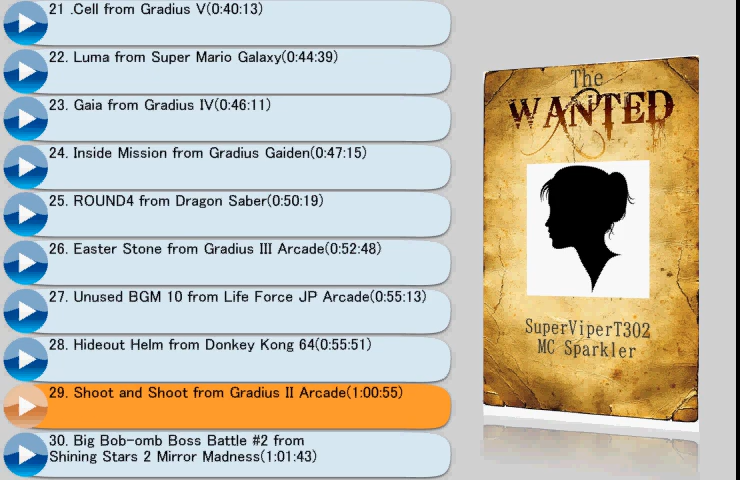 21 .Cell from Gradius V(0:40:13)
22. Luma from Super Mario Galaxy(0:44:39)
23. Gaia from Gradius IV(0:46:11)
24. Inside Mission from Gradius Gaiden(0:47:15)
25. ROUND4 from Dragon Saber(0:50:19)
26. Easter Stone from Gradius III Arcade(0:52:48)
27. Unused BGM 10 from Life Force JP Arcade(0:55:13)
28. Hideout Helm from Donkey Kong 64(0:55:51)
29. Shoot and Shoot from Gradius II Arcade(1:00:55)
30. Big Bob-omb Boss Battle #2 from
Shining Stars 2 Mirror Madness(1:01:43)
The
WANTED
SuperViperT302
MC Sparkler